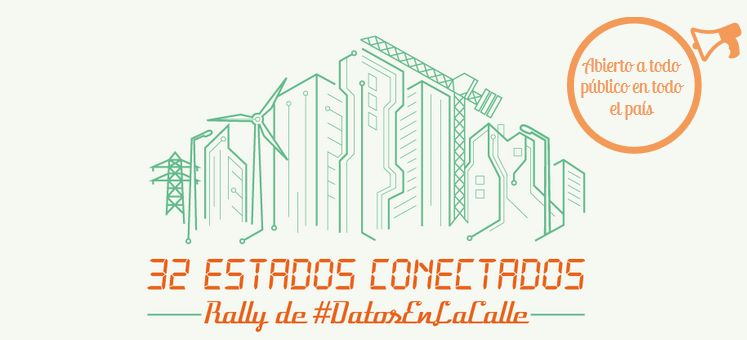 Abierto a todo
público en todo
el país
32 ESTADOS CONECTADOS
Rally de #DatosEnLaCalle